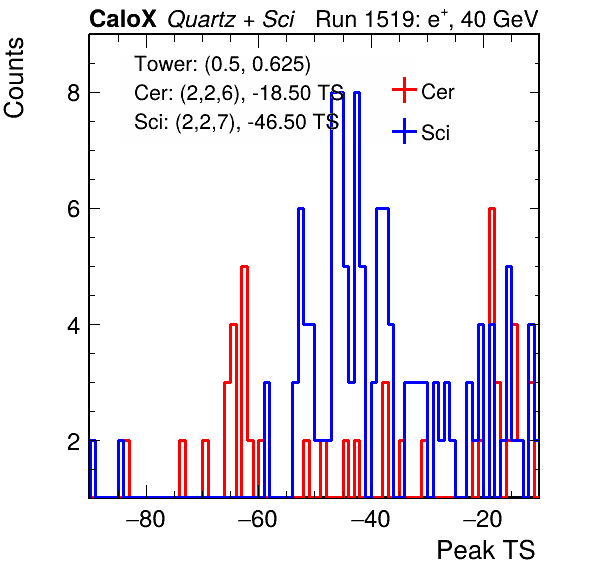 CaloX Quartz + Sci Run 1519: e+, 40 GeV
Counts
Tower: (0.5, 0.625)
Cer: (2,2,6), -18.50 TS
Sci: (2,2,7), -46.50 TS
Cer
Sci
8
6
4
2
−80 −60 −40 −20
Peak TS